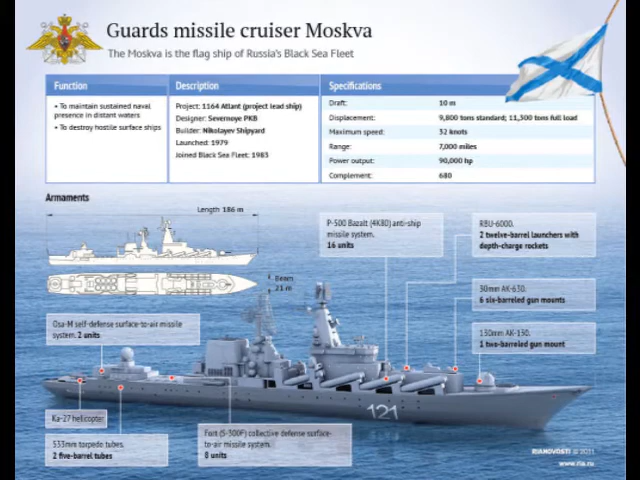 Guards missile cruiser Moskva
The Moskva is the flag ship of Russia's Black Sea Fleet
Function
• To maintain sustained naval
presence in distant waters
• To destroy hostile surface ships
Description
Project: 1164 Atlant (project lead ship)
Designer: Severnoye PKB
Builder: Nikolayev Shipyard
Launched: 1979
Joined Black Sea Fleet: 1983
Specifications
Draft: 10 m
Displacement: 9,800 tons standard; 11,300 tons full load
Maximum speed: 32 knots
Range: 7,000 miles
Power output: 90,000 hp
Complement: 680
Armaments
Length 186 m
Beam
21 m
P-500 Bazalt (4K80) anti-ship
missile system.
16 units
RBU-6000.
2 twelve-barrel launchers with
depth-charge rockets
30mm AK-630.
6 six-barreled gun mounts
130mm AK-130.
1 two-barreled gun mount
Osa-M self-defense surface-to-air missile
system. 2 units
Ka-27 helicopter
533mm torpedo tubes.
2 five-barrel tubes
Fort (S-300F) collective defense surface-
to-air missile system.
8 units
121
RIANOVOSTI © 2011
www.ria.ru